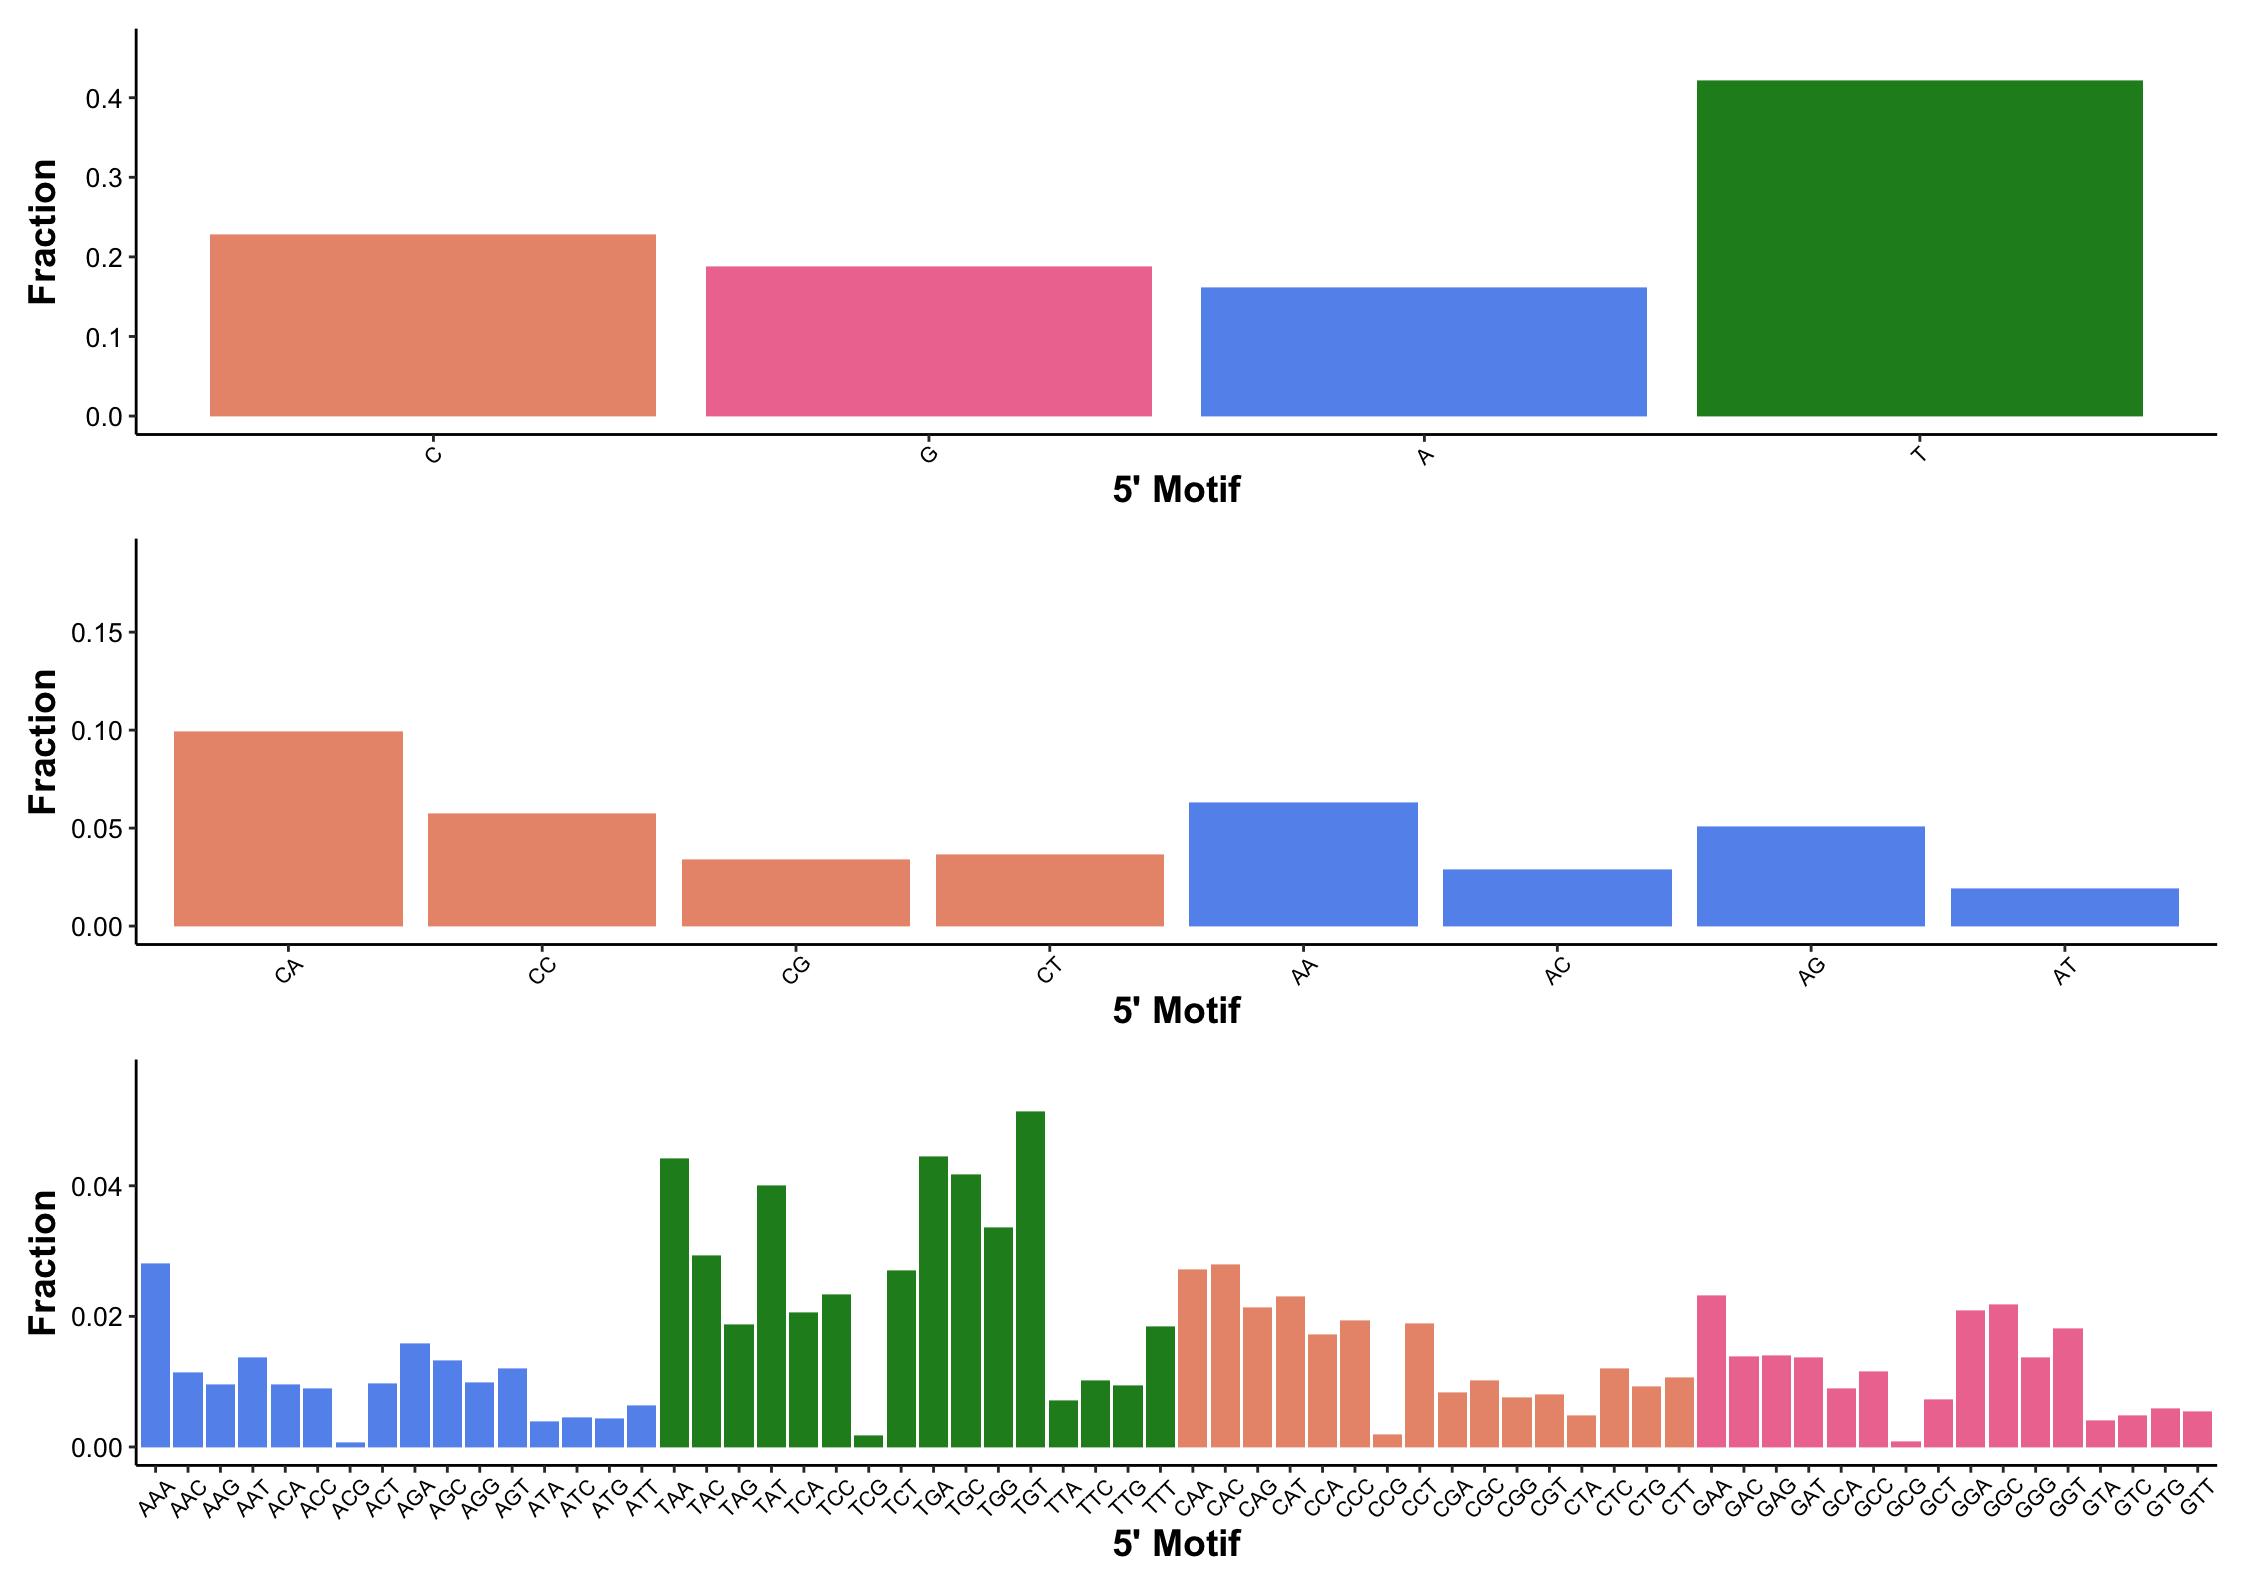 Fraction
0.4
0.3
0.2
0.1
0.0
C G A T
5' Motif
Fraction
0.15
0.10
0.05
0.00
CA CC CG CT AA AC AG AT
5' Motif
Fraction
0.04
0.02
0.00
AAA AAC AAG AAT ACA ACC ACG ACT AGA AGC AGG AGT ATA ATC ATG ATT TAA TAC TAG TAT TCA TCC TCG TCT TGA TGC TGG TGT TTA TTC TTG TTT CAA CAC CAG CAT CCA CCC CCG CCT CGA CGC CGG CGT CTA CTC CTG CTT GAA GAC GAG GAT GCA GCC GCG GCT GGA GGC GGG GGT GTA GTC GTG GTT
5' Motif